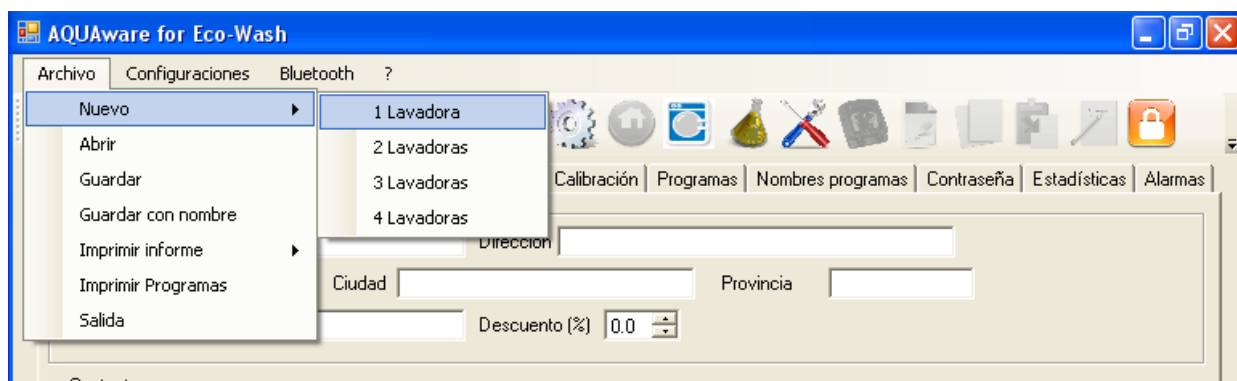 AQUAware for Eco-Wash
Archivo Configuraciones Bluetooth ?
Nuevo
1 Lavadora
2 Lavadoras
3 Lavadoras
4 Lavadoras
Abrir
Guardar
Guardar con nombre
Imprimir informe
Imprimir Programas
Salida
Calibración Programas Nombres programas Contraseña Estadísticas Alarmas
Dirección
Ciudad Provincia
Descuento (%) 0.0